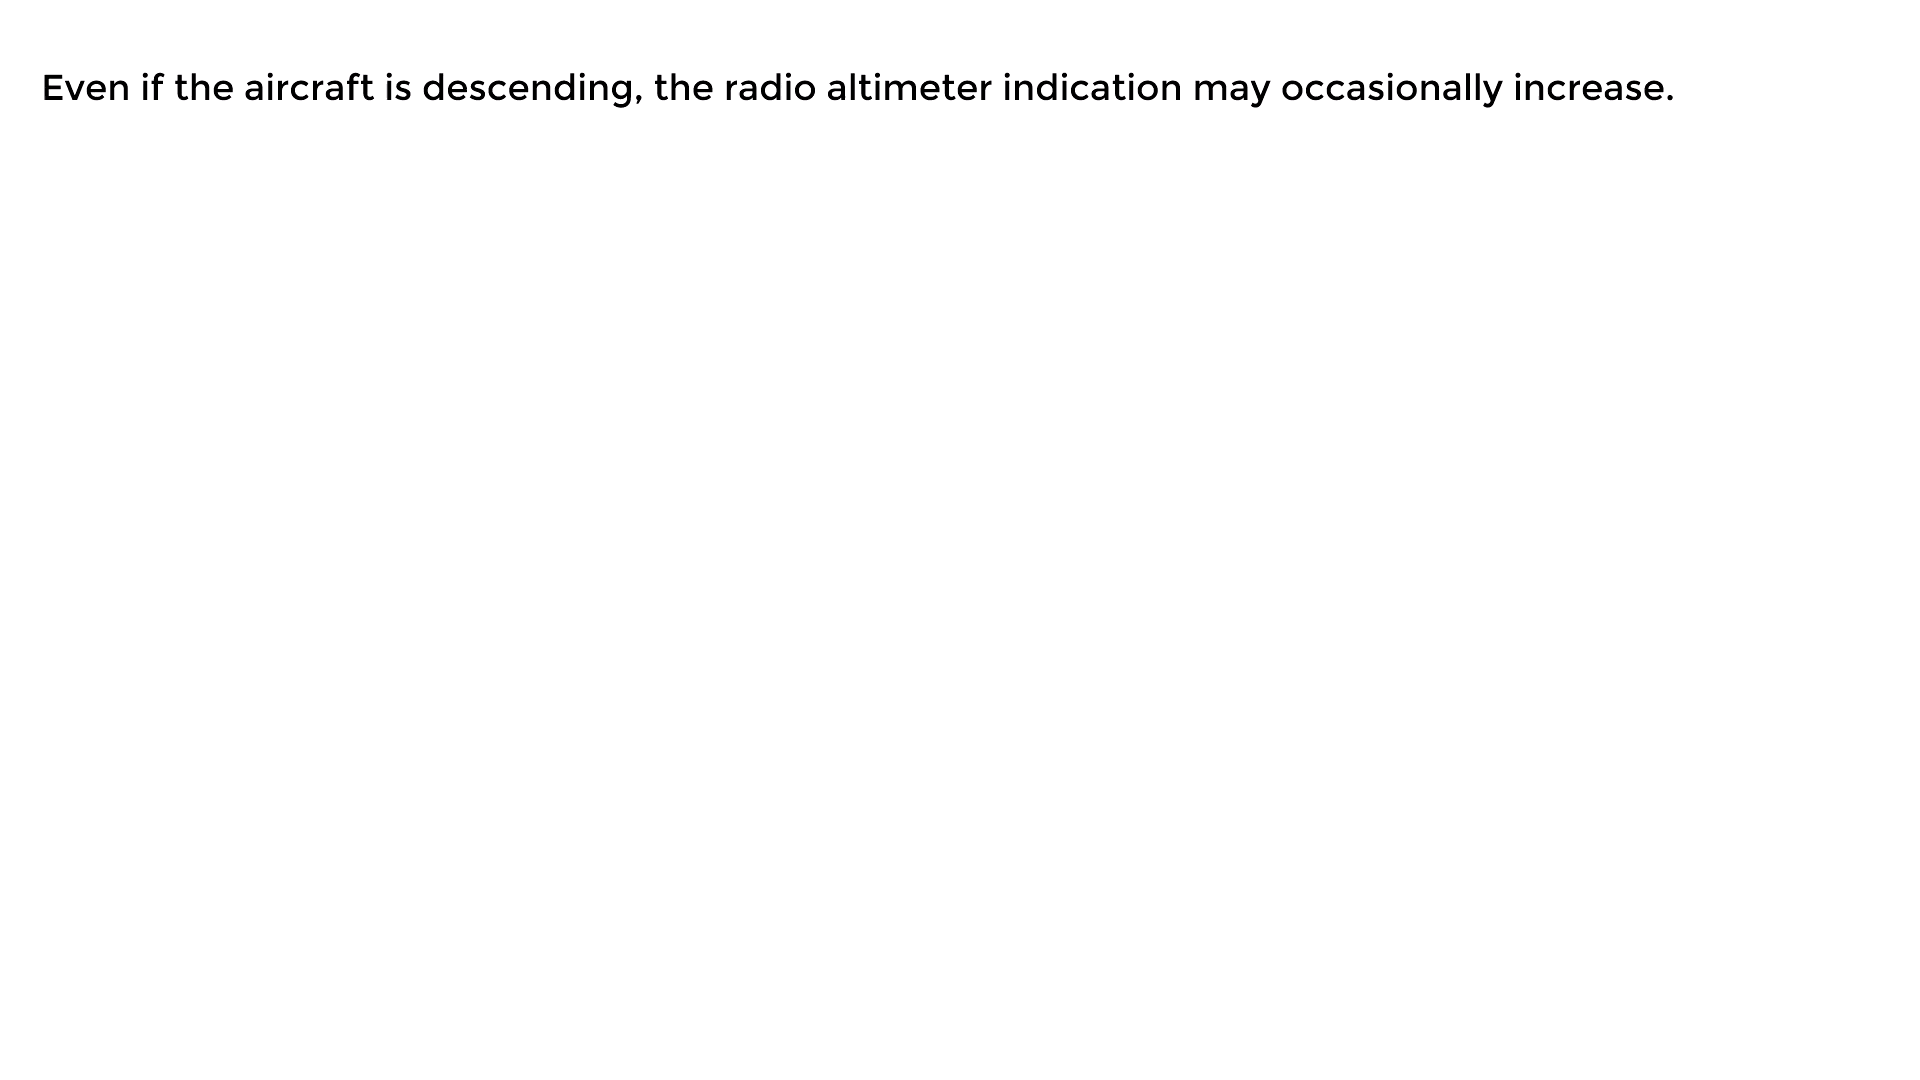 Even if the aircraft is descending, the radio altimeter indication may occasionally increase.